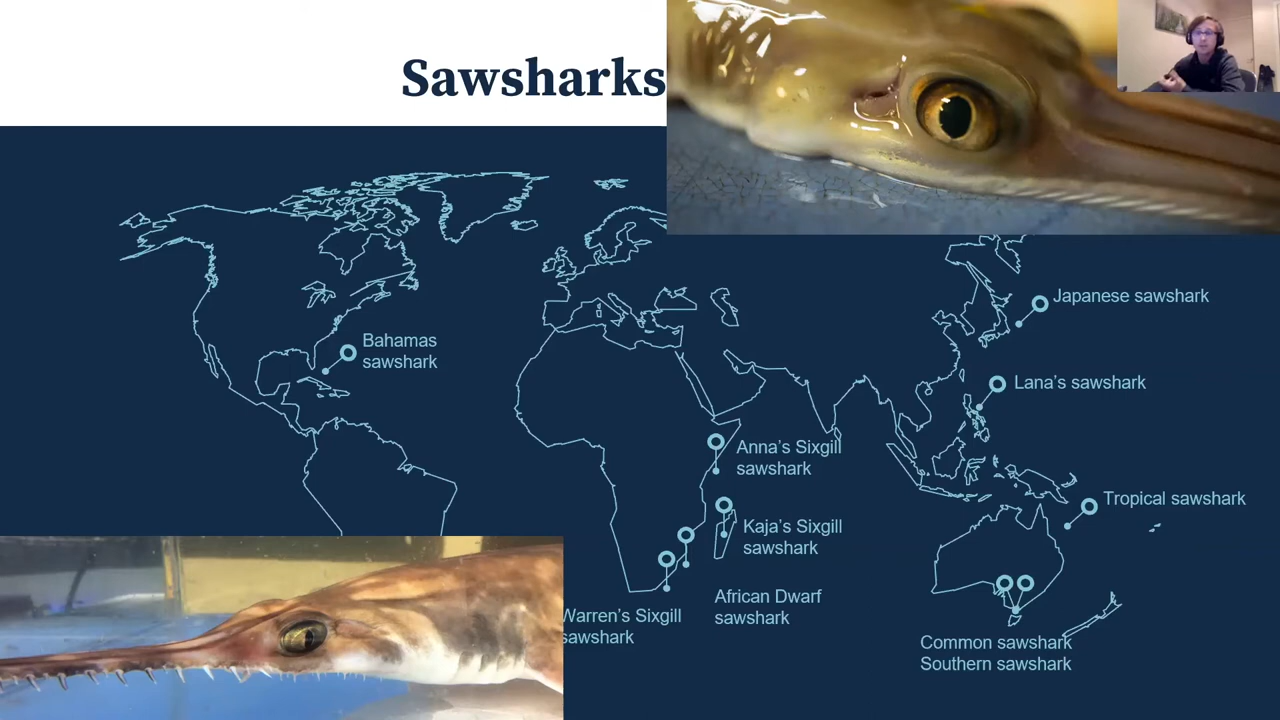 Sawsharks
Japanese sawshark
Bahamas
sawshark
Lana's sawshark
Anna's Sixgill
sawshark
Tropical sawshark
Kaja's Sixgill
sawshark
African Dwarf
sawshark
Warren's Sixgill
sawshark
Common sawshark
Southern sawshark